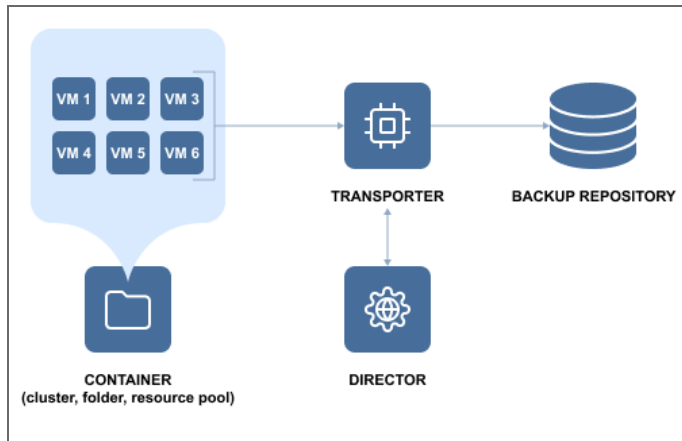 VM 1
VM 2
VM 3
VM 4
VM 5
VM 6
TRANSPORTER
BACKUP REPOSITORY
CONTAINER
(cluster, folder, resource pool)
DIRECTOR